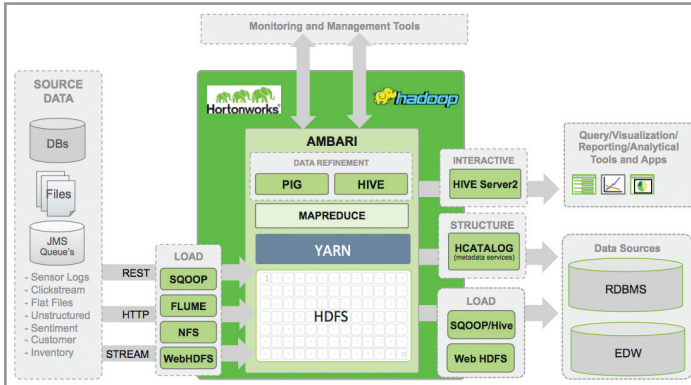 Monitoring and Management Tools
SOURCE
DATA
DBs
Files
JMS
Queue's
- Sensor Logs
- Clickstream
- Flat Files
- Unstructured
- Sentiment
- Customer
- Inventory
REST
HTTP
STREAM
LOAD
SQOOP
FLUME
NFS
WebHDFS
Hortonworks
hadoop
AMBARI
DATA REFINEMENT
PIG
HIVE
MAPREDUCE
YARN
1
HDFS
n
INTERACTIVE
HIVE Server2
STRUCTURE
HCATALOG
(metadata services)
LOAD
SQOOP/Hive
Web HDFS
Query/Visualization/
Reporting/Analytical
Tools and Apps
Data Sources
RDBMS
EDW